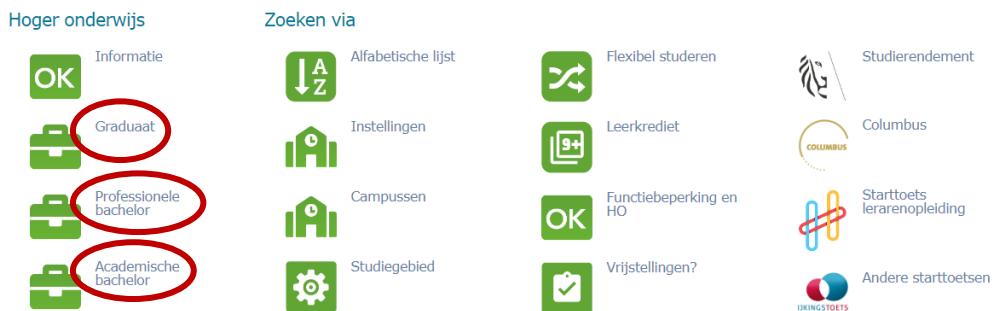 Hoger onderwijs
Zoeken via
OK
Informatie
A
Z
Alfabetische lijst
Flexibel studeren
Studierendement
Graduaat
Instellingen
9+
Leerkrediet
COLUMBUS
Columbus
Professionele
bachelor
Campussen
OK
Functiebeperking en
HO
Starttoets
lerarenopleiding
Academische
bachelor
Studiegebied
Vrijstellingen?
IJKINGSTOETS
Andere starttoetsen